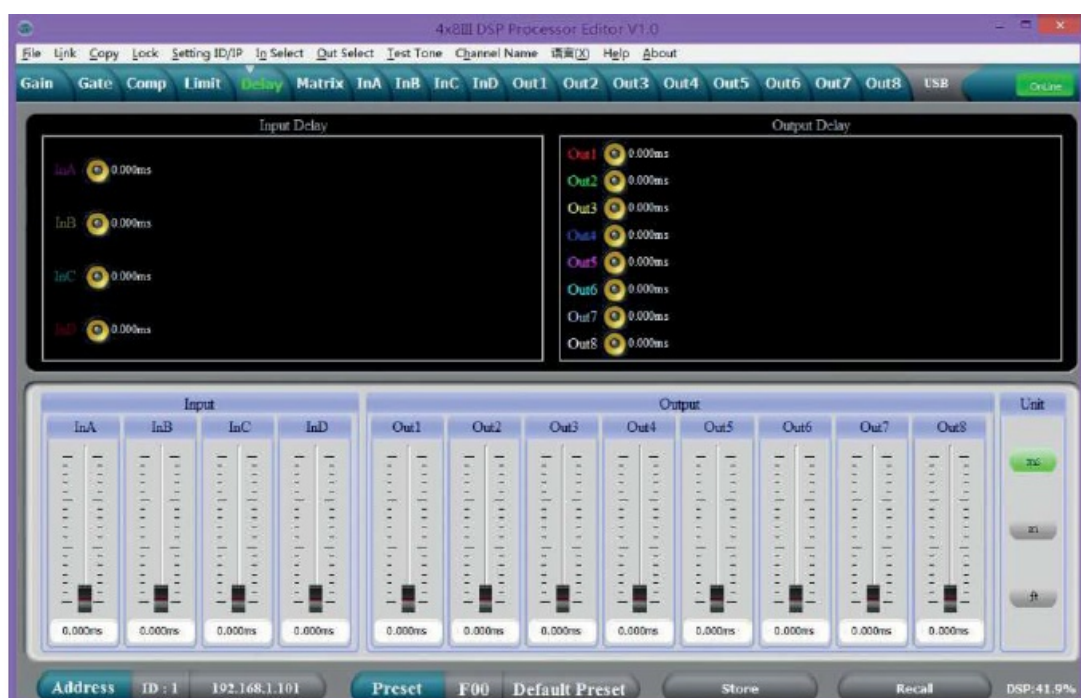 4x8III DSP Processor Editor V1.0
File Link Copy Lock Setting ID/IP In Select Out Select Test Tone Channel Name 语言(X) Help About
Gain Gate Comp Limit Delay Matrix InA InB InC InD Out1 Out2 Out3 Out4 Out5 Out6 Out7 Out8 USB OnLine
Input Delay
InA 0.000ms
InB 0.000ms
InC 0.000ms
InD 0.000ms
Output Delay
Out1 0.000ms
Out2 0.000ms
Out3 0.000ms
Out4 0.000ms
Out5 0.000ms
Out6 0.000ms
Out7 0.000ms
Out8 0.000ms
Input Output Unit
InA InB InC InD Out1 Out2 Out3 Out4 Out5 Out6 Out7 Out8
ms
m
ft
0.000ms 0.000ms 0.000ms 0.000ms 0.000ms 0.000ms 0.000ms 0.000ms 0.000ms 0.000ms 0.000ms 0.000ms
Address ID : 1 192.168.1.101 Preset F00 Default Preset Store Recall DSP:41.9%